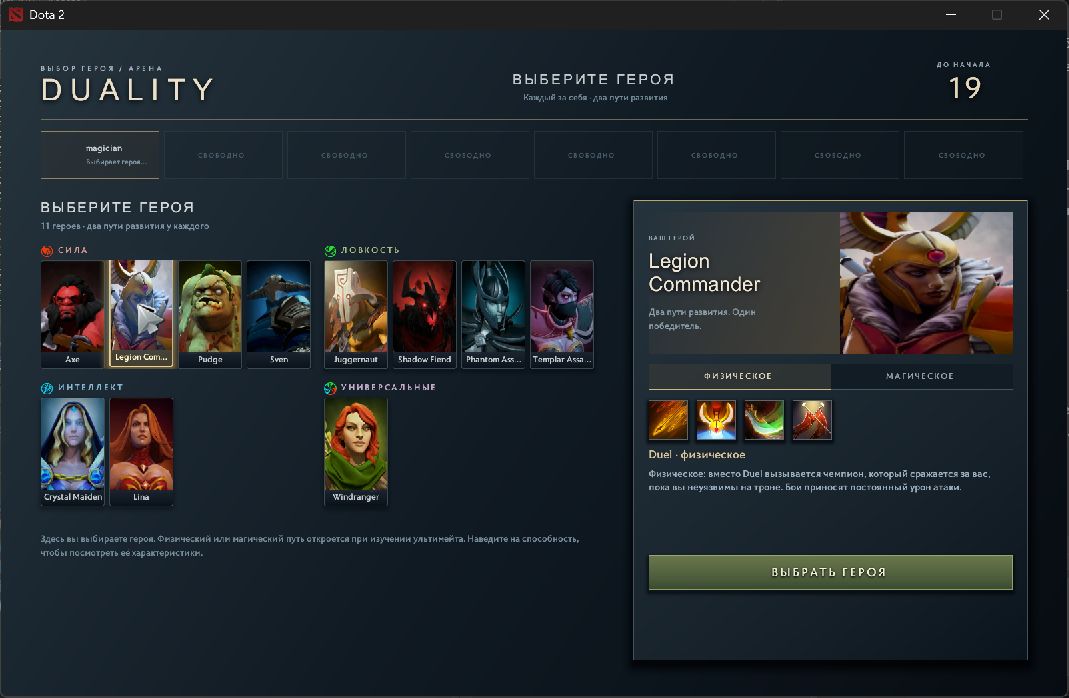 Dota 2
ВЫБОР ГЕРОЯ / АРЕНА
DUALITY
ВЫБЕРИТЕ ГЕРОЯ
Каждый за себя · два пути развития
ДО НАЧАЛА
19
magician
Выбирает героя...
СВОБОДНО
СВОБОДНО
СВОБОДНО
СВОБОДНО
СВОБОДНО
СВОБОДНО
СВОБОДНО
ВЫБЕРИТЕ ГЕРОЯ
11 героев · два пути развития у каждого
СИЛА
Axe
Legion Com...
Pudge
Sven
ЛОВКОСТЬ
Juggernaut
Shadow Fiend
Phantom Ass...
Templar Assa...
ИНТЕЛЛЕКТ
Crystal Maiden
Lina
УНИВЕРСАЛЬНЫЕ
Windranger
Здесь вы выбираете героя. Физический или магический путь откроется при изучении ультимейта. Наведите на способность,
чтобы посмотреть её характеристики.
ВАШ ГЕРОЙ
Legion
Commander
Два пути развития. Один
победитель.
ФИЗИЧЕСКОЕ
МАГИЧЕСКОЕ
Duel · физическое
Физическое: вместо Duel вызывается чемпион, который сражается за вас,
пока вы неуязвимы на троне. Бои приносят постоянный урон атаки.
ВЫБРАТЬ ГЕРОЯ